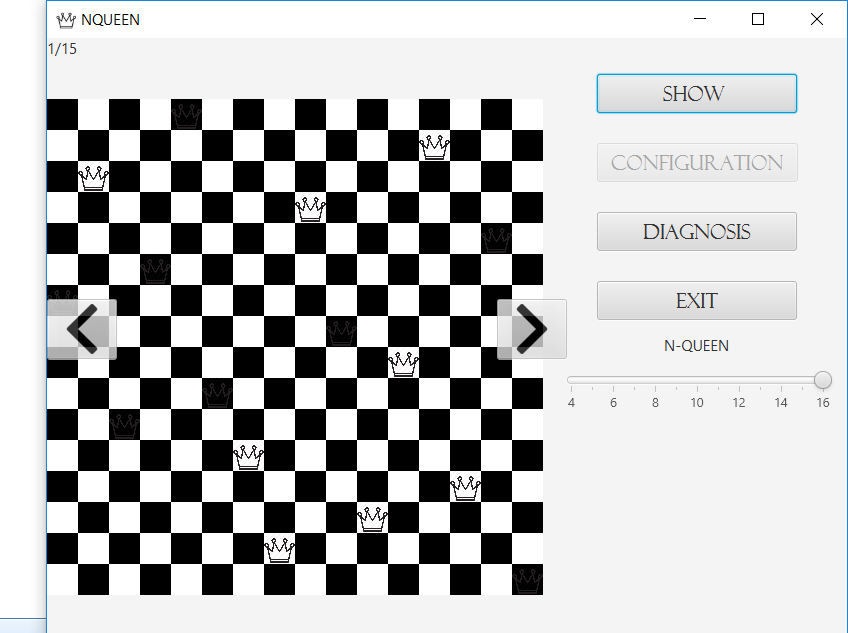 NQUEEN
1/15
SHOW
CONFIGURATION
DIAGNOSIS
EXIT
N-QUEEN
4 6 8 10 12 14 16